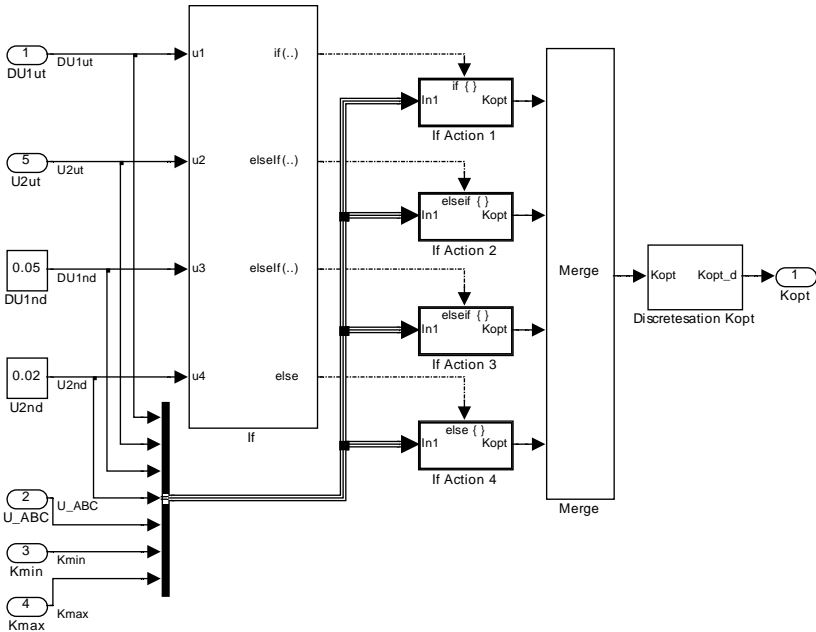 1
DU1ut
DU1ut
5
U2ut
U2ut
0.05
DU1nd
DU1nd
0.02
U2nd
U2nd
2
U_ABC
U_ABC
3
Kmin
Kmin
4
Kmax
Kmax
u1
if(..)
u2
elseIf(..)
u3
elseIf(..)
u4
else
If
if { }
In1
Kopt
If Action 1
elseif { }
In1
Kopt
If Action 2
elseif { }
In1
Kopt
If Action 3
else { }
In1
Kopt
If Action 4
Merge
Merge
Kopt
Kopt_d
Discretesation Kopt
1
Kopt